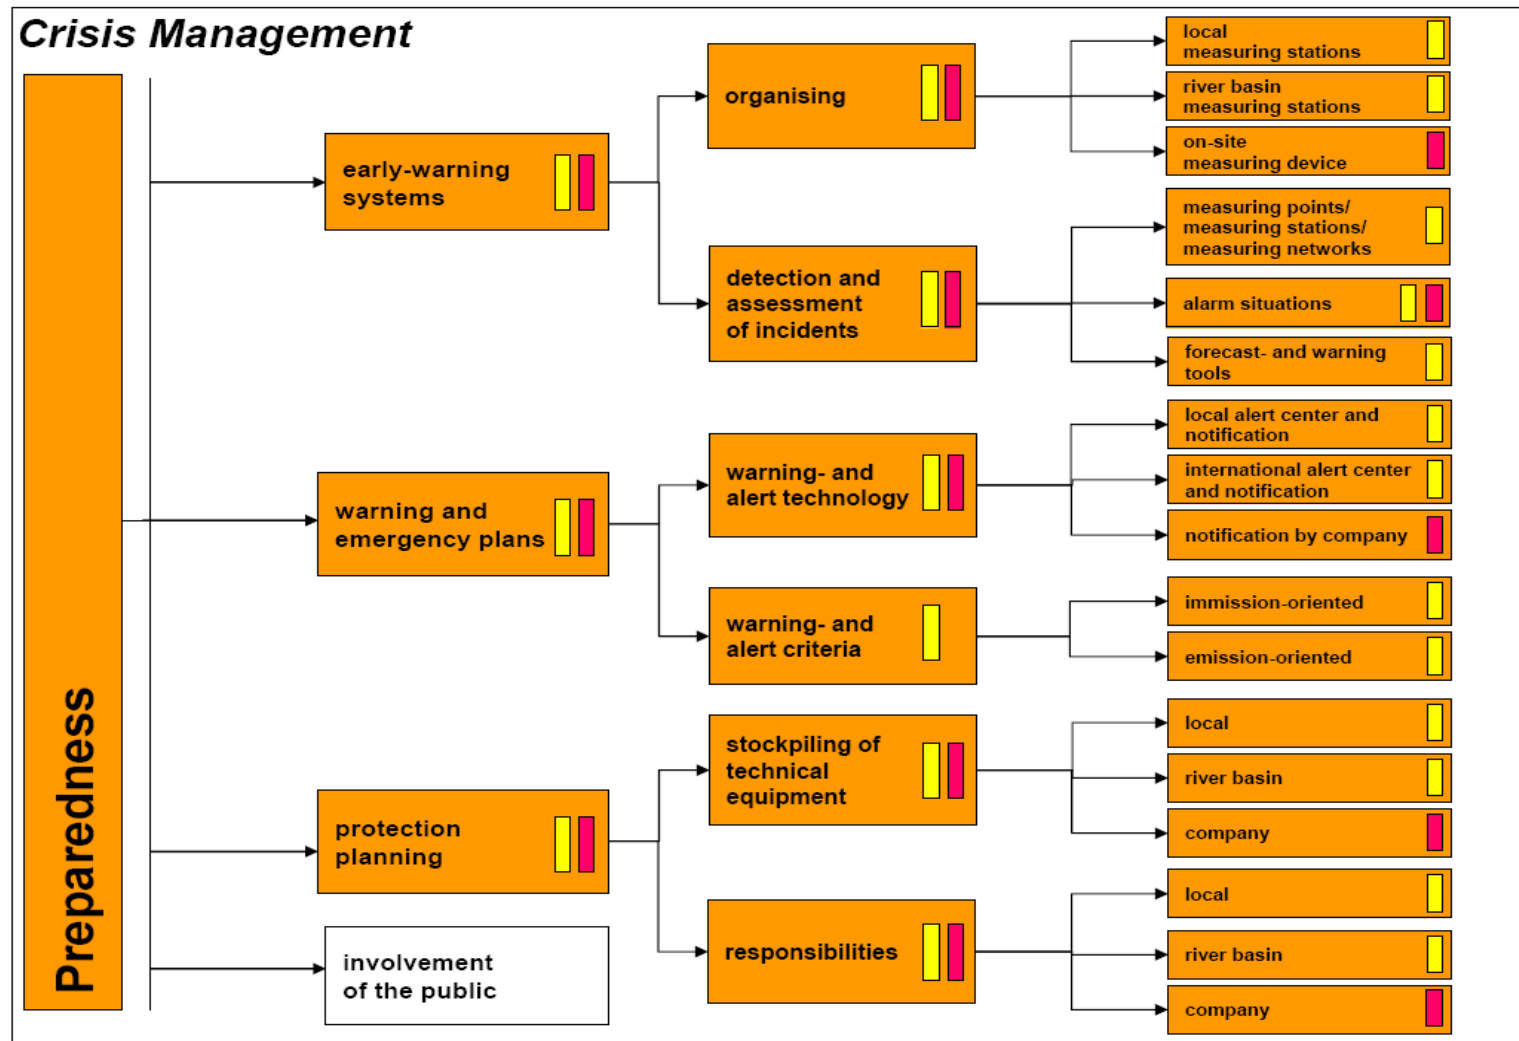 Crisis Management
Preparedness
early-warning
systems
organising
local
measuring stations
river basin
measuring stations
on-site
measuring device
detection and
assessment
of incidents
measuring points/
measuring stations/
measuring networks
alarm situations
forecast- and warning
tools
warning and
emergency plans
warning- and
alert technology
local alert center and
notification
international alert center
and notification
notification by company
warning- and
alert criteria
immission-oriented
emission-oriented
protection
planning
stockpiling of
technical
equipment
local
river basin
company
responsibilities
local
river basin
company
involvement
of the public